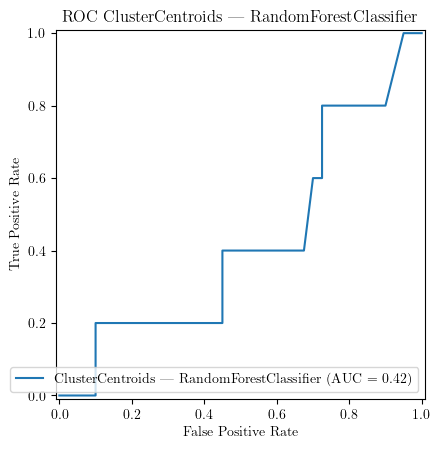 ROC ClusterCentroids — RandomForestClassifier
True Positive Rate
1.0
0.8
0.6
0.4
0.2
0.0
ClusterCentroids — RandomForestClassifier (AUC = 0.42)
0.0 0.2 0.4 0.6 0.8 1.0
False Positive Rate